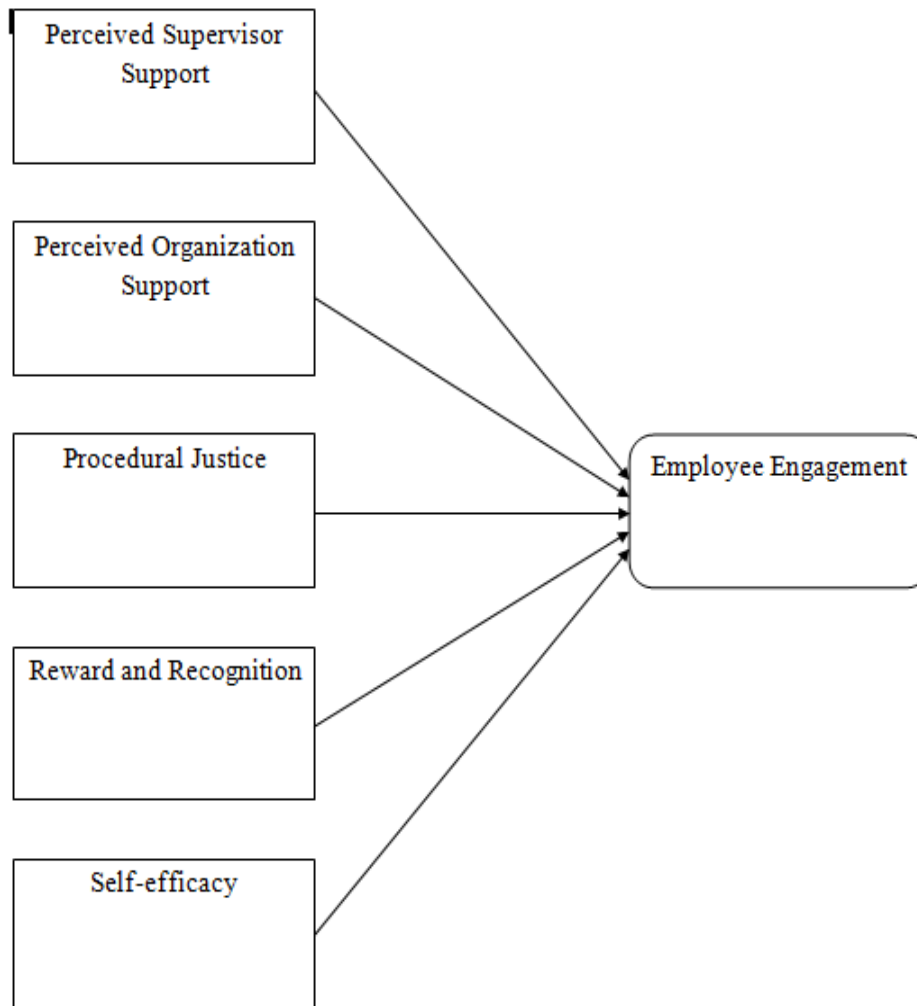 Perceived Supervisor
Support
Perceived Organization
Support
Procedural Justice
Employee Engagement
Reward and Recognition
Self-efficacy